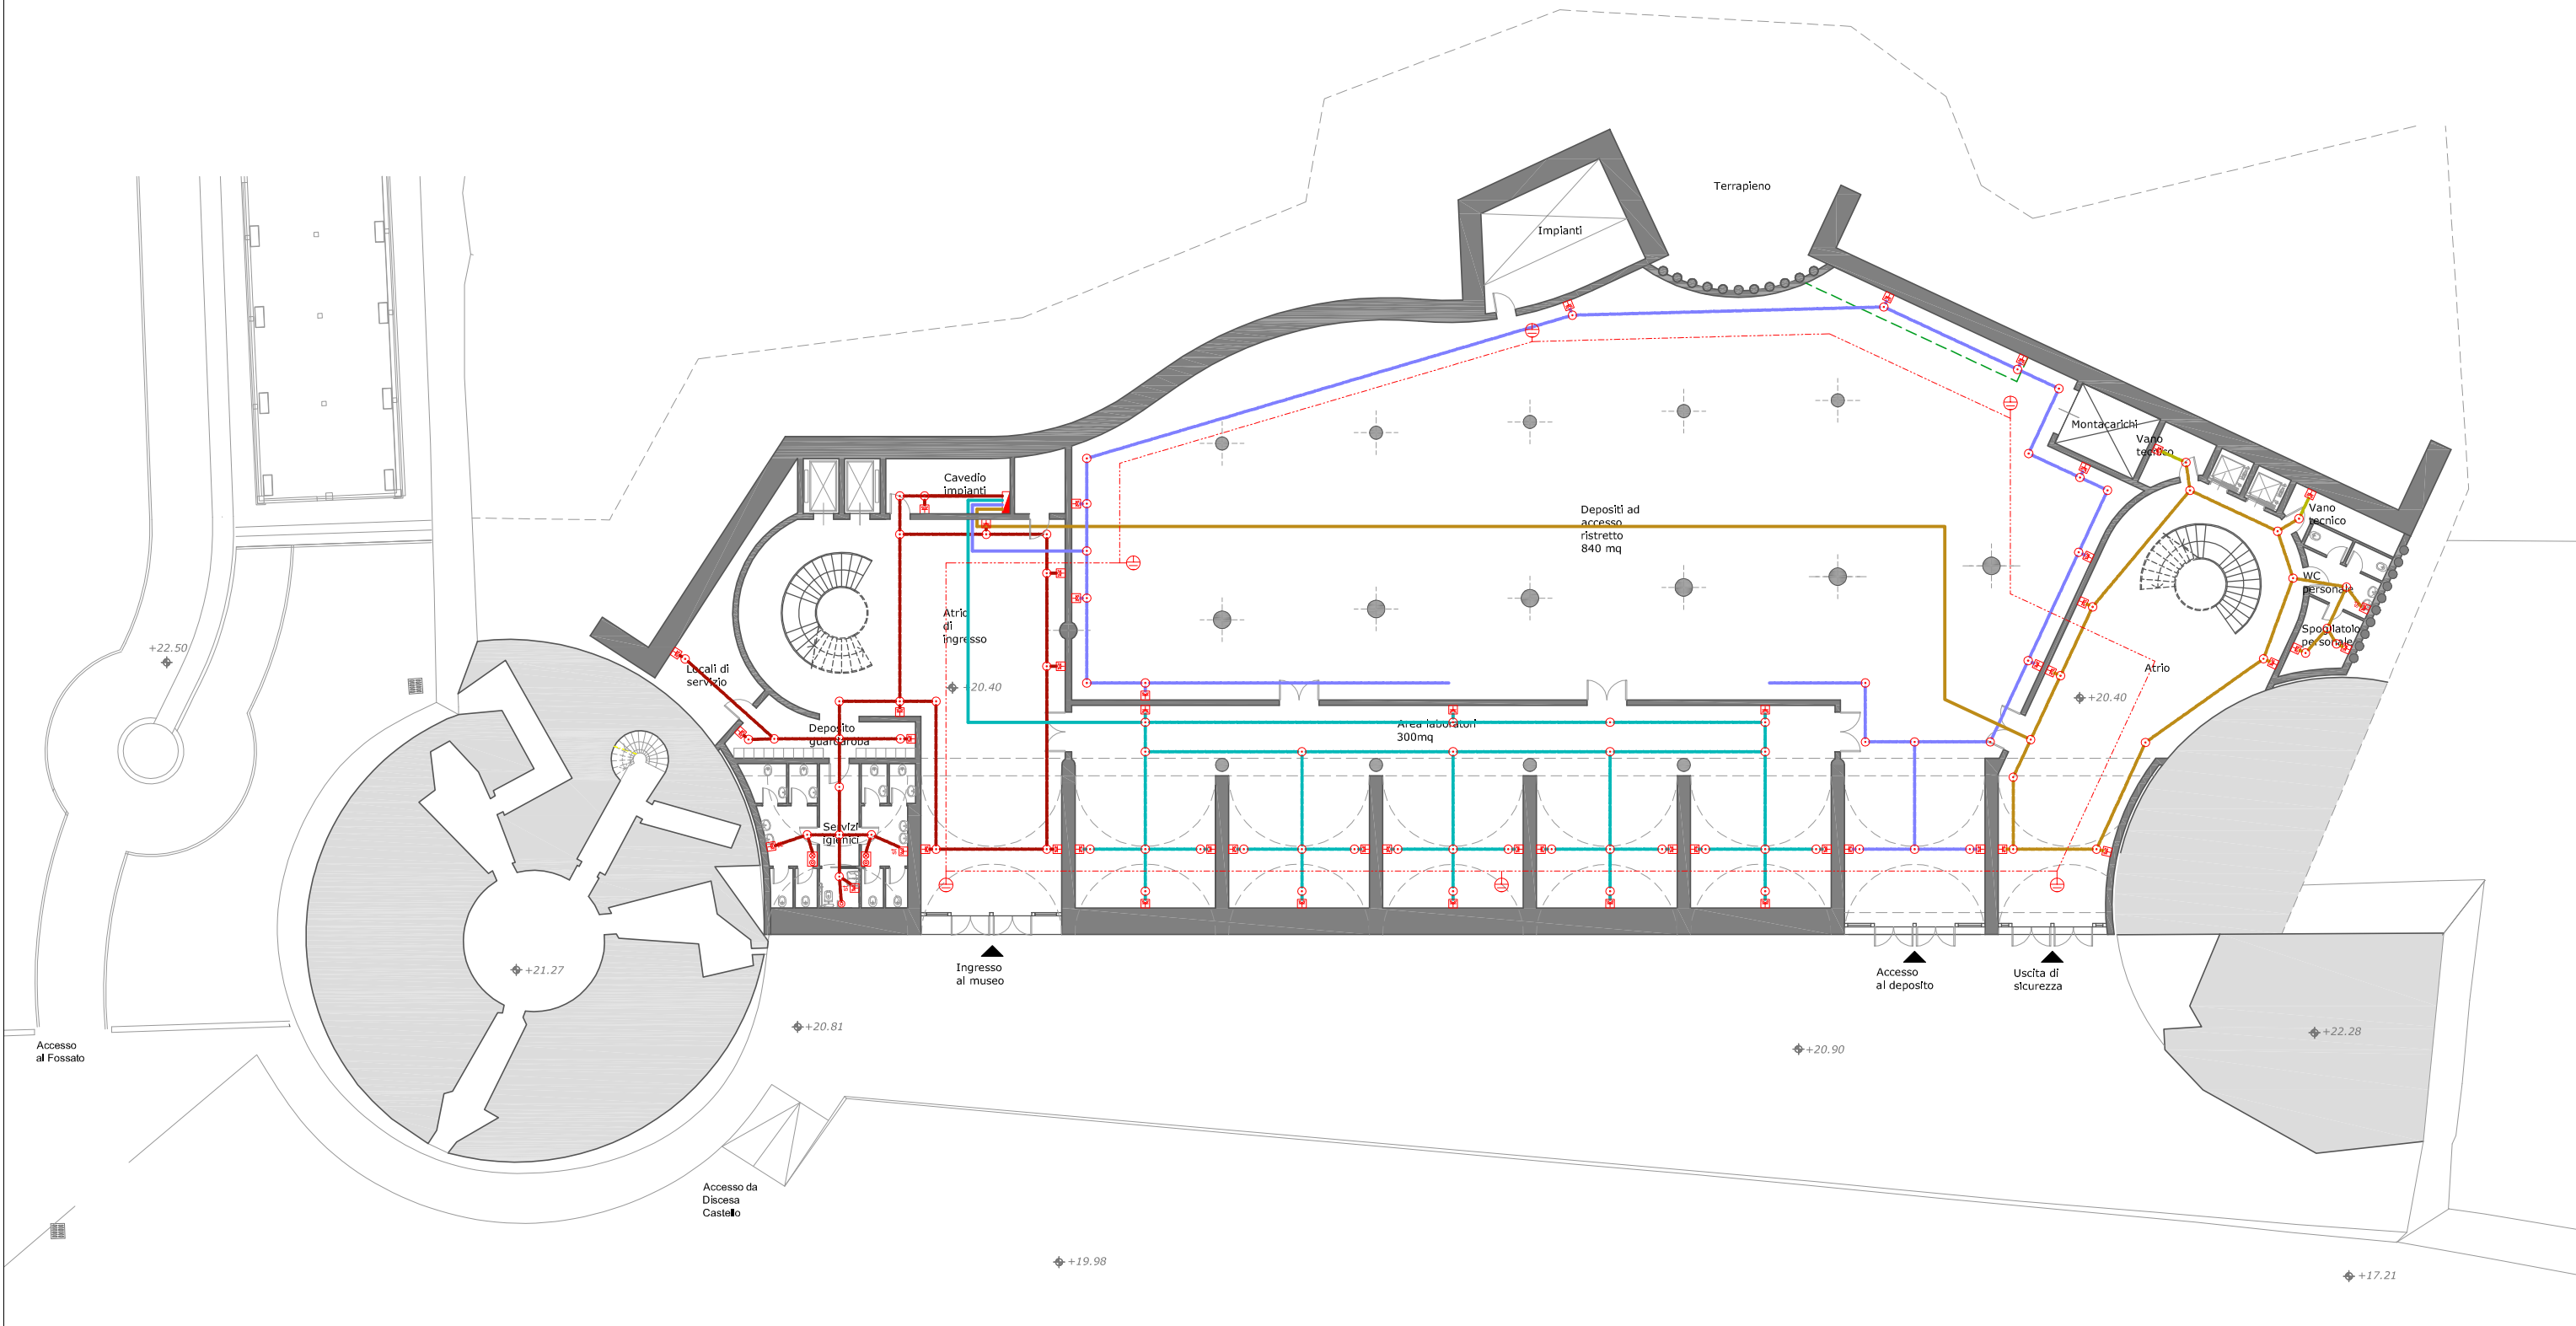 Terrapieno
Impianti
Montacarichi
Vano
tecnico
Cavedio
impianti
Depositi ad
accesso
ristretto
840 mq
Vano
tecnico
WC
personale
Atrio
di
ingresso
Spogliatoio
personale
+22.50
Locali di
servizio
Atrio
+20.40
+20.40
Deposito
guardaroba
Area laboratori
300mq
Servizi
igienici
+21.27
Ingresso
al museo
Accesso
al deposito
Uscita di
sicurezza
+20.81
+22.28
Accesso
al Fossato
+20.90
Accesso da
Discesa
Castello
+19.98
+17.21